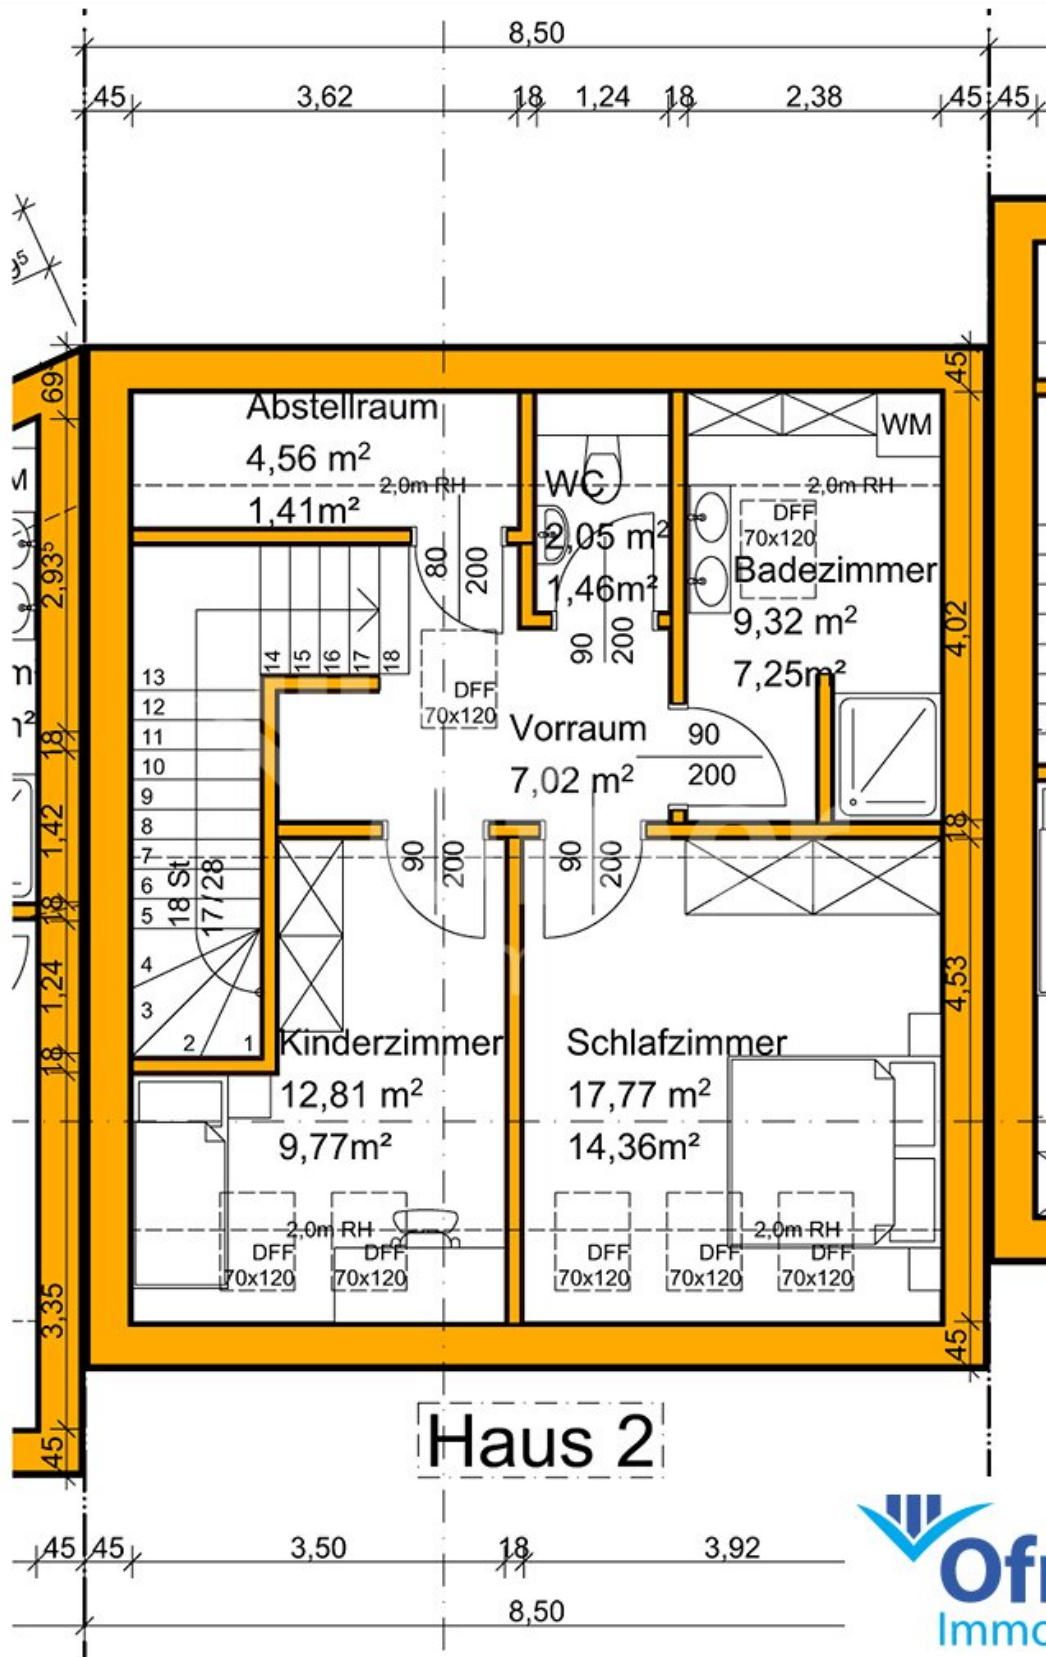 8,50
45 3,62 18 1,24 18 2,38 45 45
69
45
Abstellraum
4,56 m²
1,41m²
2,0m RH
WC
2,05 m²
1,46m²
WM
2,0m RH
DFF
70x120
Badezimmer
9,32 m²
7,25m²
80
200
90
200
2,93⁵
4,02
14 15 16 17 18
13
12
11
10
9
8
7
6
5
4
3
2 1
18 St
17/28
DFF
70x120
Vorraum
7,02 m²
90
200
90
200
90
200
18
1,42
18
1,24
18
18
4,53
Kinderzimmer
12,81 m²
9,77m²
Schlafzimmer
17,77 m²
14,36m²
2,0m RH
2,0m RH
DFF
70x120
DFF
70x120
DFF
70x120
DFF
70x120
DFF
70x120
3,35
45
45
Haus 2
45 45 3,50 18 3,92
8,50